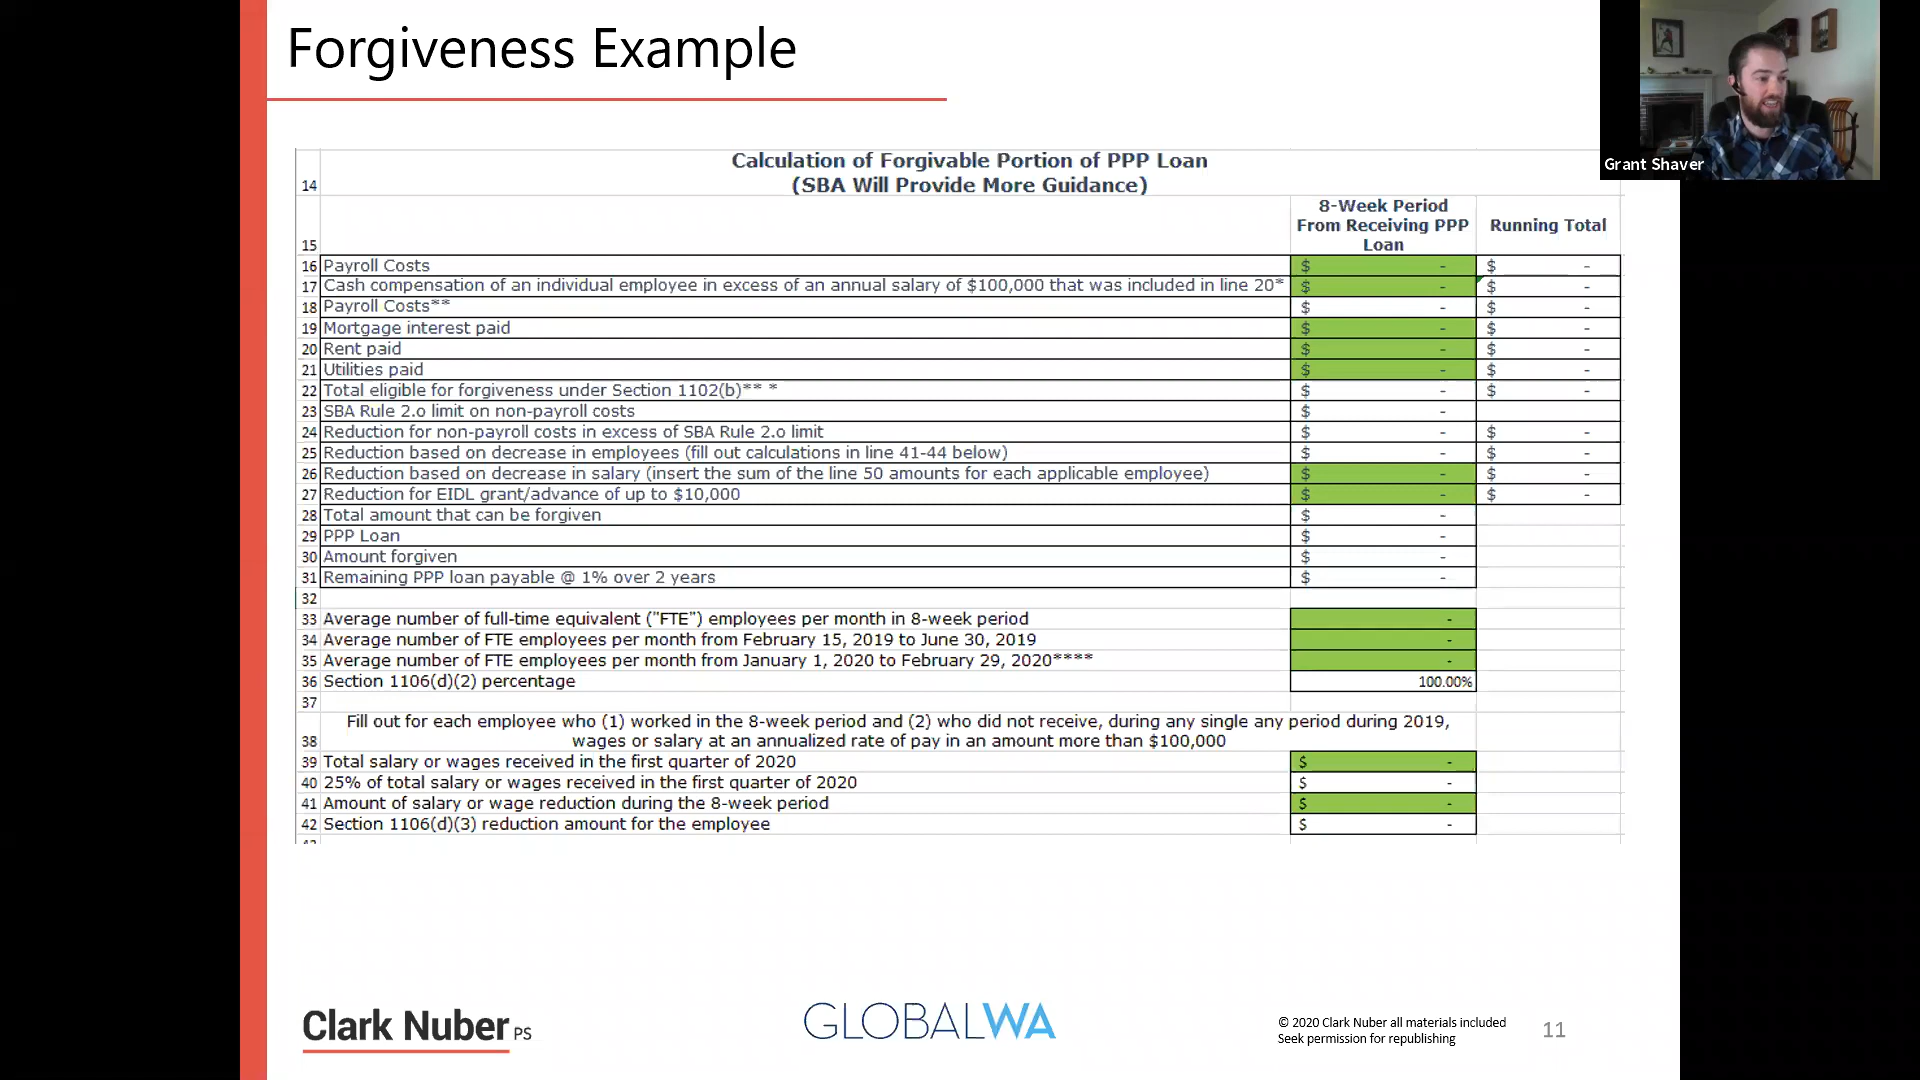 Forgiveness Example
Grant Shaver
Calculation of Forgivable Portion of PPP Loan
14 (SBA Will Provide More Guidance)
8-Week Period
From Receiving PPP Running Total
15 Loan
16 Payroll Costs $ - $ -
17 Cash compensation of an individual employee in excess of an annual salary of $100,000 that was included in line 20* $ - $ -
18 Payroll Costs** $ - $ -
19 Mortgage interest paid $ - $ -
20 Rent paid $ - $ -
21 Utilities paid $ - $ -
22 Total eligible for forgiveness under Section 1102(b)** * $ - $ -
23 SBA Rule 2.o limit on non-payroll costs $ -
24 Reduction for non-payroll costs in excess of SBA Rule 2.o limit $ - $ -
25 Reduction based on decrease in employees (fill out calculations in line 41-44 below) $ - $ -
26 Reduction based on decrease in salary (insert the sum of the line 50 amounts for each applicable employee) $ - $ -
27 Reduction for EIDL grant/advance of up to $10,000 $ - $ -
28 Total amount that can be forgiven $ -
29 PPP Loan $ -
30 Amount forgiven $ -
31 Remaining PPP loan payable @ 1% over 2 years $ -
32
33 Average number of full-time equivalent ("FTE") employees per month in 8-week period -
34 Average number of FTE employees per month from February 15, 2019 to June 30, 2019 -
35 Average number of FTE employees per month from January 1, 2020 to February 29, 2020**** -
36 Section 1106(d)(2) percentage 100.00%
37
Fill out for each employee who (1) worked in the 8-week period and (2) who did not receive, during any single any period during 2019,
38 wages or salary at an annualized rate of pay in an amount more than $100,000
39 Total salary or wages received in the first quarter of 2020 $ -
40 25% of total salary or wages received in the first quarter of 2020 $ -
41 Amount of salary or wage reduction during the 8-week period $ -
42 Section 1106(d)(3) reduction amount for the employee $ -
Clark Nuber PS
GLOBALWA
© 2020 Clark Nuber all materials included
Seek permission for republishing
11